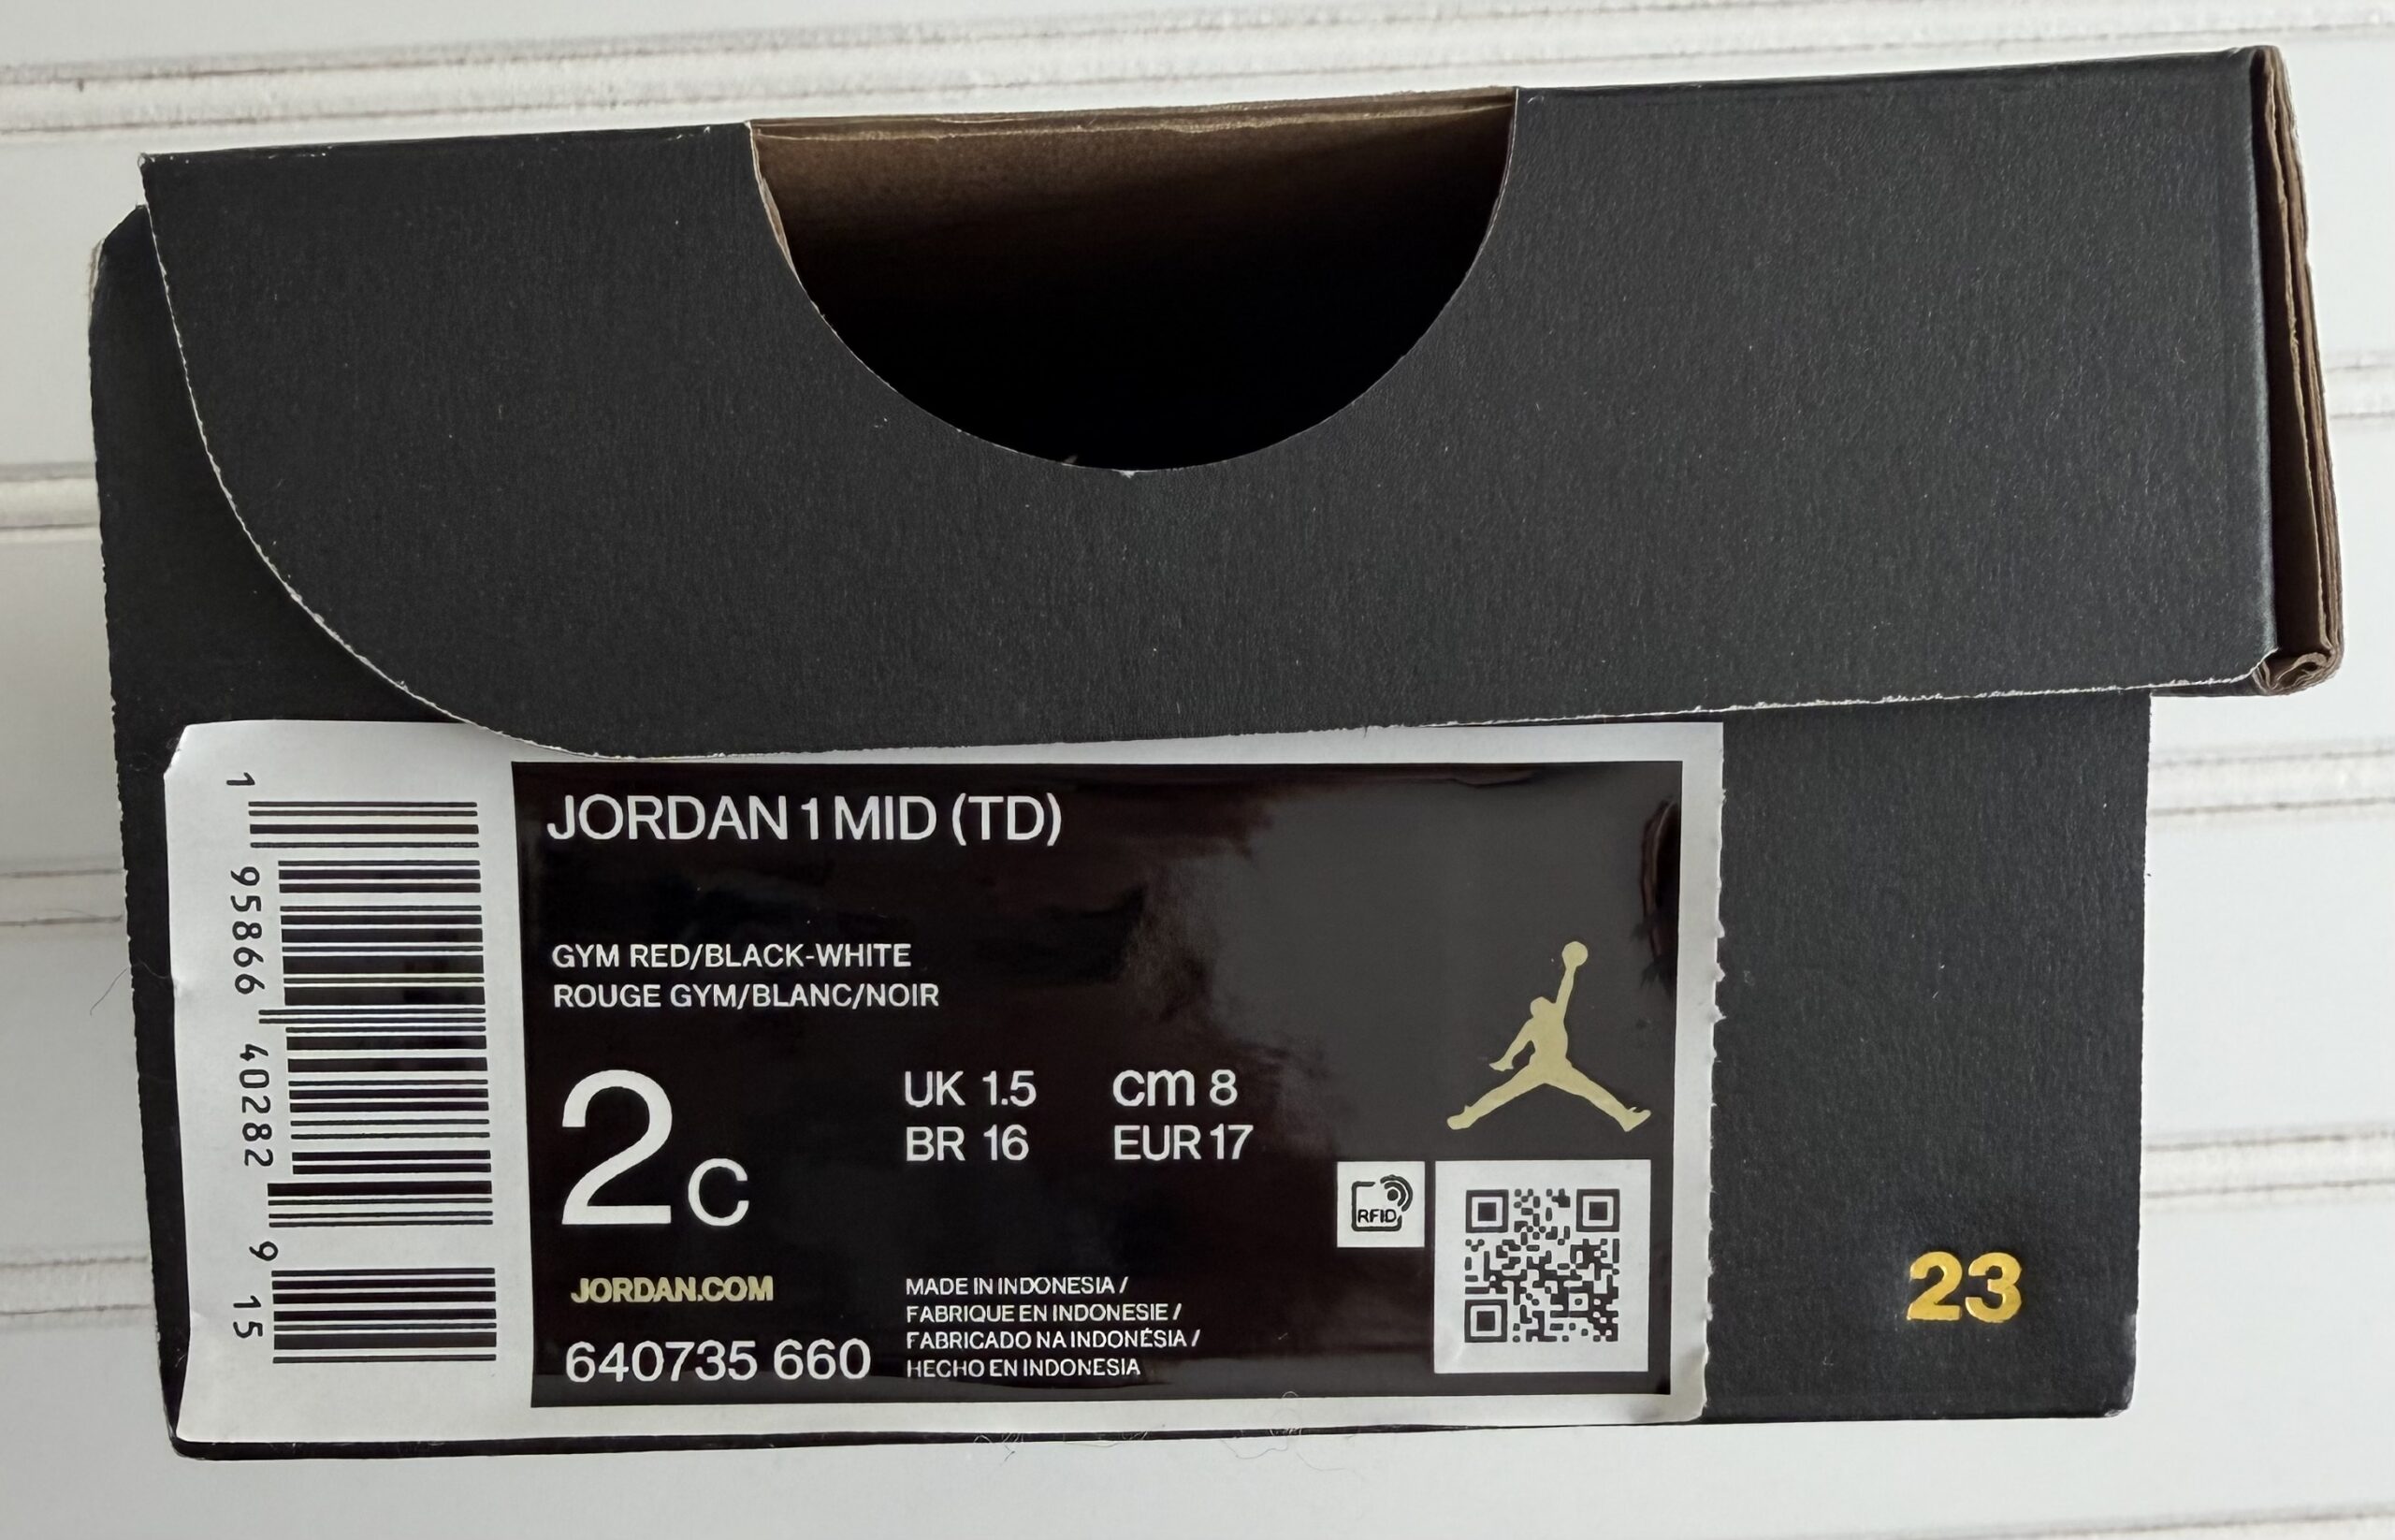 JORDAN 1 MID (TD)
GYM RED/BLACK-WHITE
ROUGE GYM/BLANC/NOIR
2C
UK 1.5 cm 8
BR 16 EUR 17
RFID
JORDAN.COM
640735 660
MADE IN INDONESIA /
FABRIQUE EN INDONESIE /
FABRICADO NA INDONÉSIA /
HECHO EN INDONESIA
1 95866 40282 9 15
23